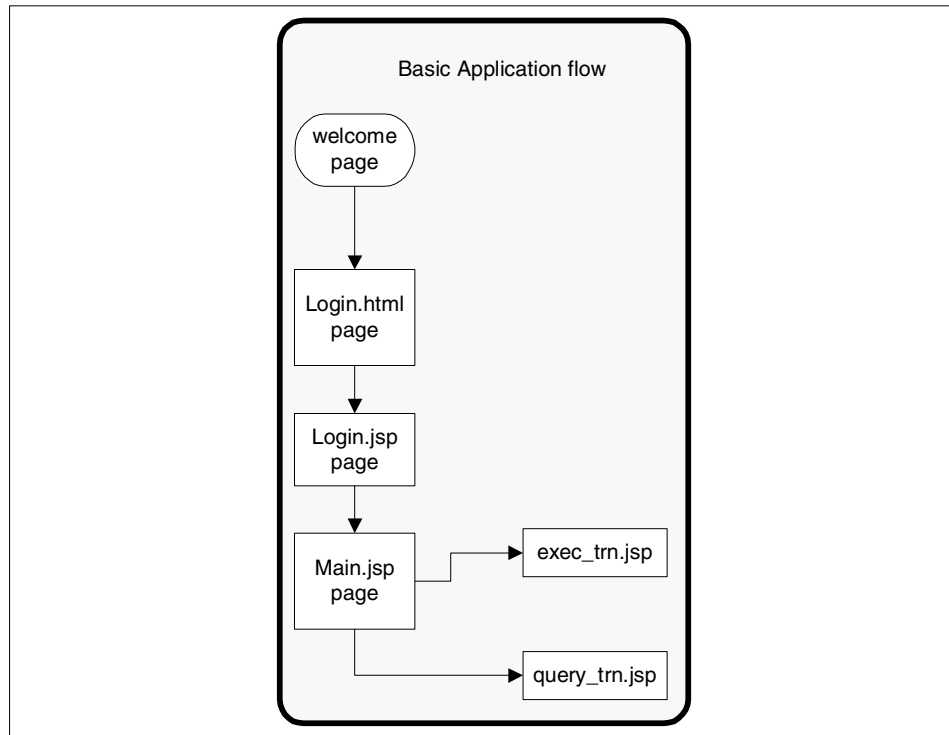 Basic Application flow
welcome
page
Login.html
page
Login.jsp
page
Main.jsp
page
exec_trn.jsp
query_trn.jsp